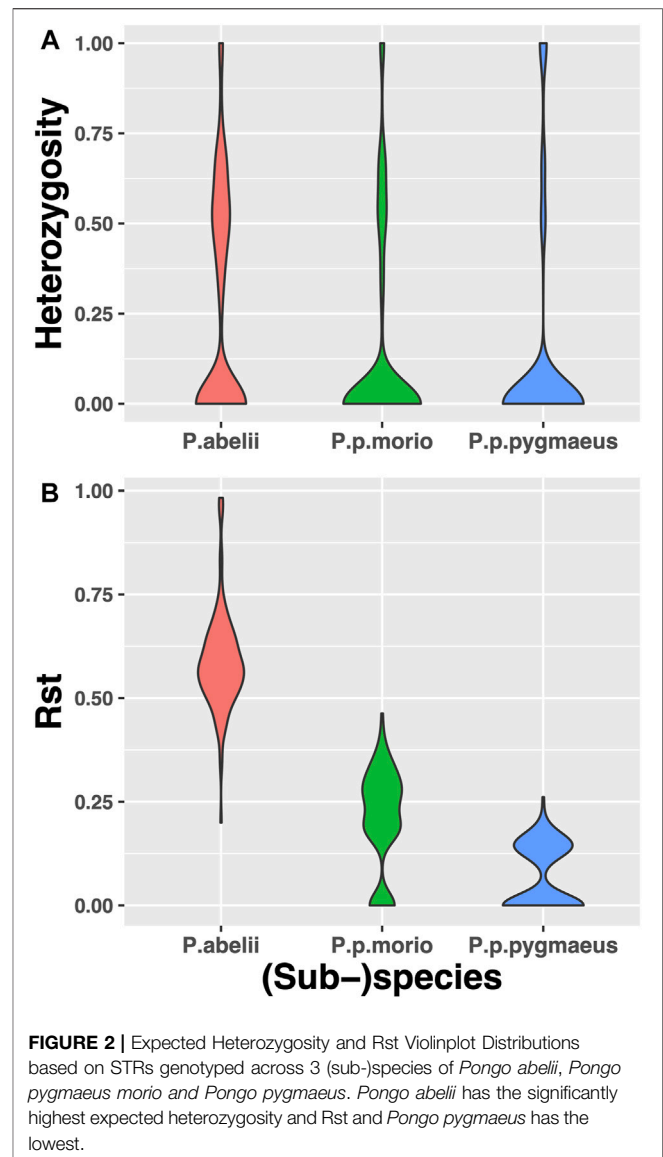 A
1.00
0.75
0.50
0.25
0.00
Heterozygosity
P.abelii P.p.morio P.p.pygmaeus
B
1.00
0.75
0.50
0.25
0.00
Rst
P.abelii P.p.morio P.p.pygmaeus
(Sub–)species
FIGURE 2 | Expected Heterozygosity and Rst Violinplot Distributions
based on STRs genotyped across 3 (sub-)species of Pongo abelii, Pongo
pygmaeus morio and Pongo pygmaeus. Pongo abelii has the significantly
highest expected heterozygosity and Rst and Pongo pygmaeus has the
lowest.